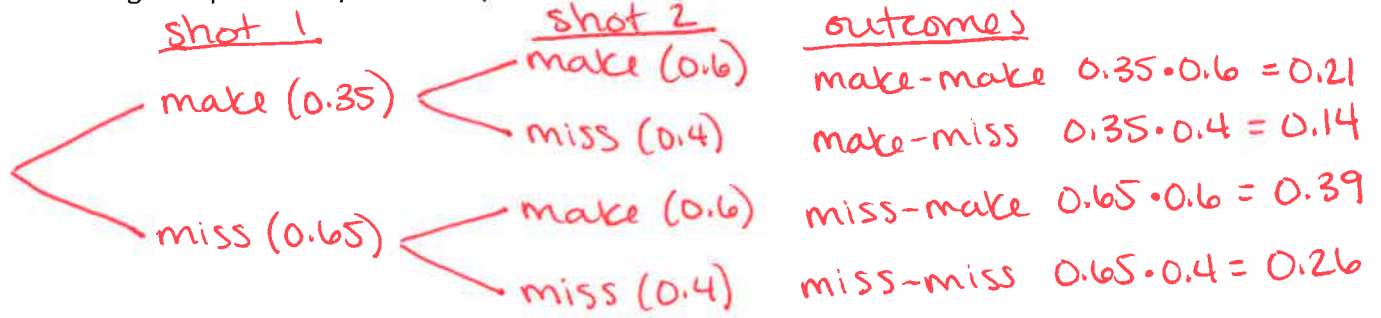 shot 1 shot 2 outcomes
make (0.35) make (0.6) make-make 0.35•0.6 = 0.21
miss (0.4) make-miss 0.35•0.4 = 0.14
miss (0.65) make (0.6) miss-make 0.65•0.6 = 0.39
miss (0.4) miss-miss 0.65•0.4 = 0.26